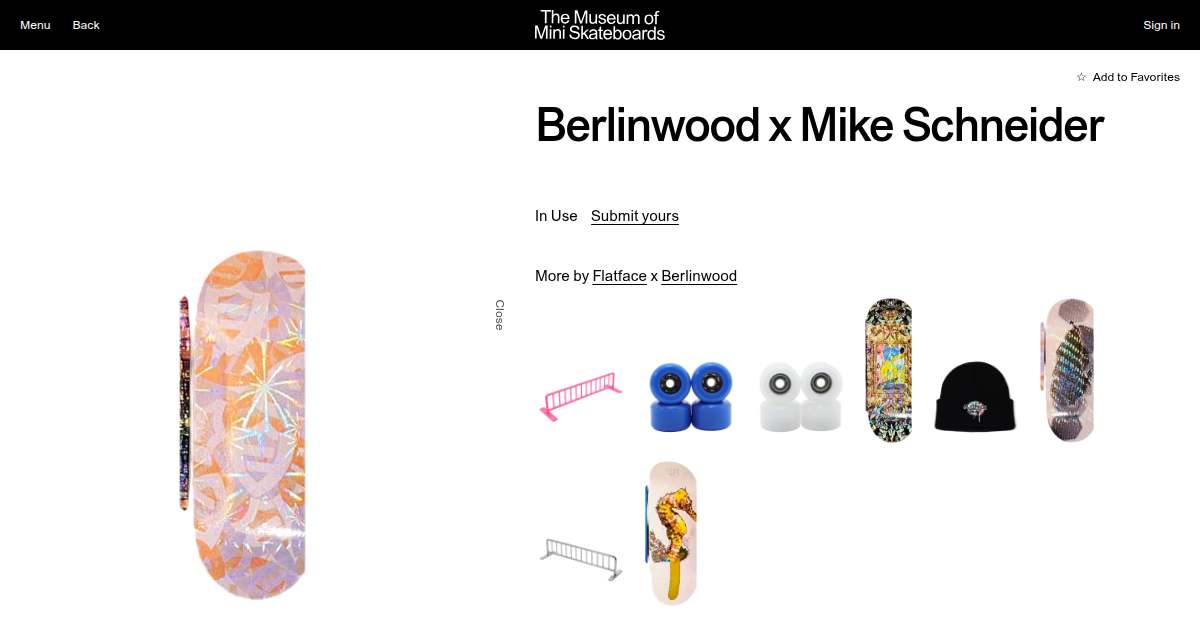 Menu
Back
The Museum of
Mini Skateboards
Sign in
☆ Add to Favorites
Berlinwood x Mike Schneider
In Use Submit yours
More by Flatface x Berlinwood
Close